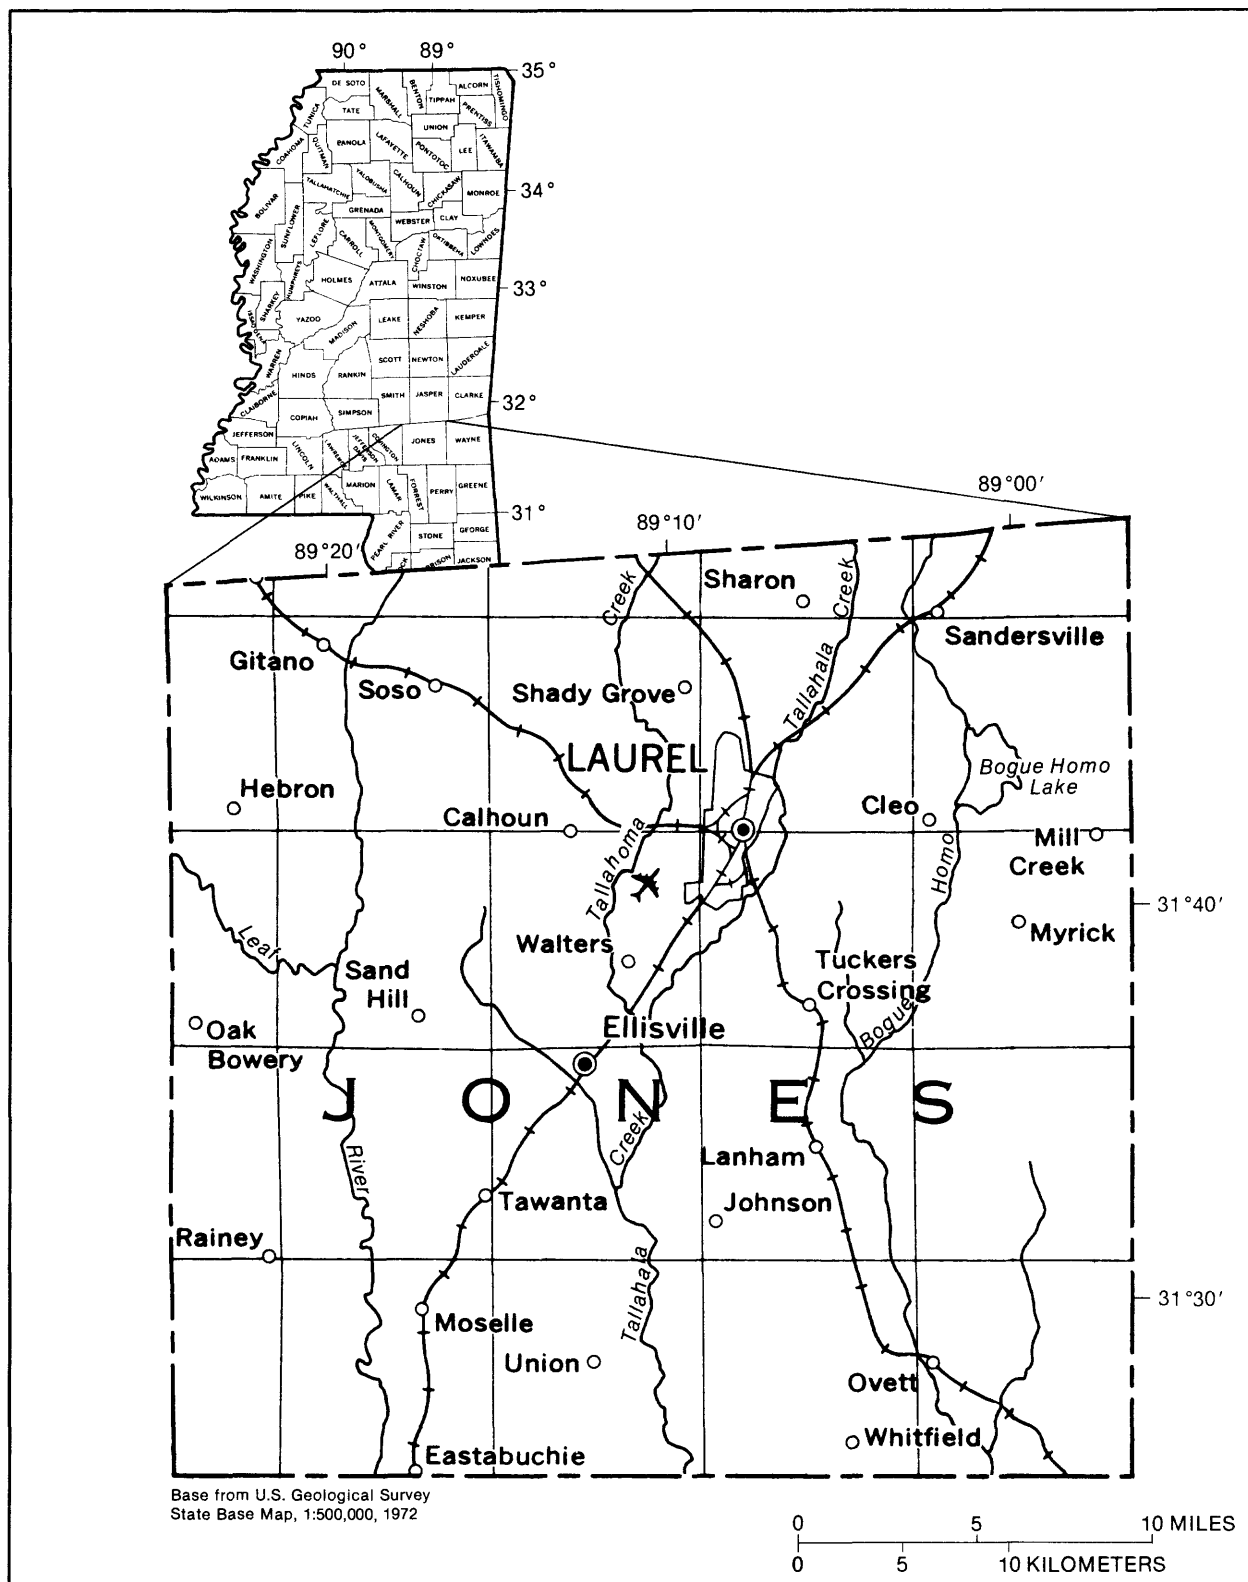 90° 89°
35°
DE SOTO
BENTON
ALCORN
TISHOMINGO
MARSHALL
TIPPAH
TUNICA
TATE
PRENTISS
UNION
COAHOMA
QUITMAN
PANOLA
LAFAYETTE
PONTOTOC
LEE
ITAWAMBA
TALLAHATCHIE
YALOBUSHA
CALHOUN
CHICKASAW
MONROE
34°
BOLIVAR
SUNFLOWER
LEFLORE
GRENADA
WEBSTER
CLAY
CARROLL
MONTGOMERY
CHOCTAW
OKTIBBEHA
LOWNDES
WASHINGTON
HUMPHREYS
HOLMES
ATTALA
WINSTON
NOXUBEE
33°
SHARKEY
YAZOO
MADISON
LEAKE
NESHOBA
KEMPER
WARREN
HINDS
RANKIN
SCOTT
NEWTON
LAUDERDALE
SMITH
JASPER
CLARKE
32°
CLAIBORNE
COPIAH
SIMPSON
JEFFERSON
LINCOLN
LAWRENCE
JEFFERSON
DAVIS
COVINGTON
JONES
WAYNE
ADAMS
FRANKLIN
WILKINSON
AMITE
PIKE
WALTHALL
MARION
LAMAR
FORREST
PERRY
GREENE
31°
PEARL RIVER
STONE
GEORGE
JACKSON
89°20'
89°10'
89°00'
Sharon
Creek
Creek
Sandersville
Gitano
Soso
Shady Grove
Tallahala
LAUREL
Bogue Homo
Lake
Hebron
Calhoun
Cleo
Mill
Creek
Tallahoma
Homo
31°40'
Leaf
Walters
Myrick
Sand
Hill
Tuckers
Crossing
Bogue
Oak
Bowery
Ellisville
JONES
Creek
River
Lanham
Johnson
Tawanta
Rainey
Tallahala
31°30'
Moselle
Union
Ovett
Whitfield
Eastabuchie
Base from U.S. Geological Survey
State Base Map, 1:500,000, 1972
0 5 10 MILES
0 5 10 KILOMETERS